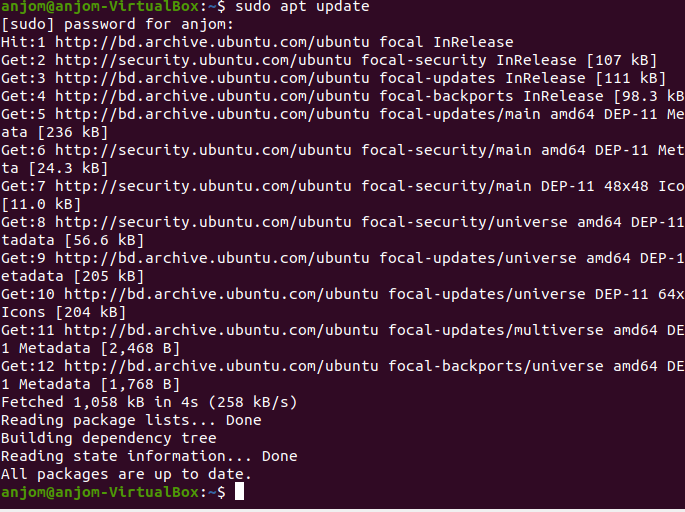 anjom@anjom-VirtualBox:~$ sudo apt update
[sudo] password for anjom:
Hit:1 http://bd.archive.ubuntu.com/ubuntu focal InRelease
Get:2 http://security.ubuntu.com/ubuntu focal-security InRelease [107 kB]
Get:3 http://bd.archive.ubuntu.com/ubuntu focal-updates InRelease [111 kB]
Get:4 http://bd.archive.ubuntu.com/ubuntu focal-backports InRelease [98.3 kB
Get:5 http://bd.archive.ubuntu.com/ubuntu focal-updates/main amd64 DEP-11 Me
ata [236 kB]
Get:6 http://security.ubuntu.com/ubuntu focal-security/main amd64 DEP-11 Met
ta [24.3 kB]
Get:7 http://security.ubuntu.com/ubuntu focal-security/main DEP-11 48x48 Ico
[11.0 kB]
Get:8 http://security.ubuntu.com/ubuntu focal-security/universe amd64 DEP-11
tadata [56.6 kB]
Get:9 http://bd.archive.ubuntu.com/ubuntu focal-updates/universe amd64 DEP-1
etadata [205 kB]
Get:10 http://bd.archive.ubuntu.com/ubuntu focal-updates/universe DEP-11 64x
Icons [204 kB]
Get:11 http://bd.archive.ubuntu.com/ubuntu focal-updates/multiverse amd64 DE
1 Metadata [2,468 B]
Get:12 http://bd.archive.ubuntu.com/ubuntu focal-backports/universe amd64 DE
1 Metadata [1,768 B]
Fetched 1,058 kB in 4s (258 kB/s)
Reading package lists... Done
Building dependency tree
Reading state information... Done
All packages are up to date.
anjom@anjom-VirtualBox:~$